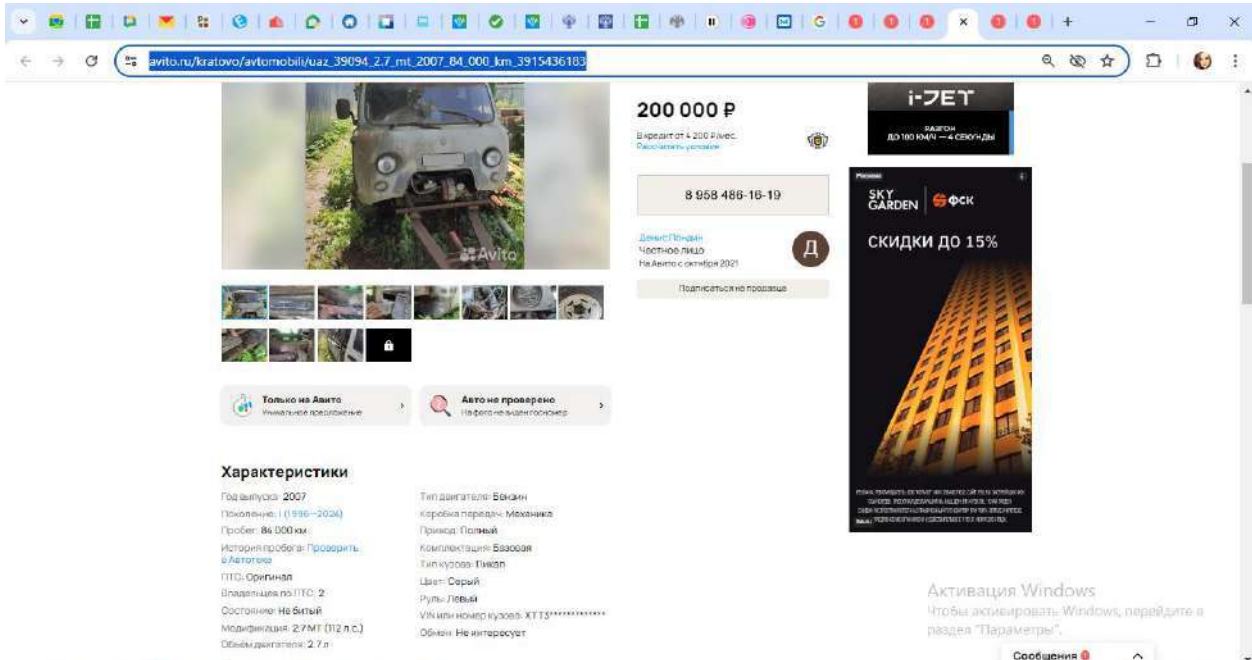 avito.ru/kratovo/avtomobili/uaz_39094_2.7_mt_2007_84_000_km_3915436183
200 000 ₽
В кредит от 4 200 ₽/мес.
Рассчитать условия
8 958 486-16-19
Частное лицо
На Авито с октября 2021
Д
Подписаться на продавца
Avito
Только на Авито
Уникальное предложение
Авто не проверено
На фото не виден госномер
Характеристики
Год выпуска: 2007
Поколение: I (1996—2024)
Пробег: 84 000 км
История пробега: Проверить
в Автотеке
ПТС: Оригинал
Владельцев по ПТС: 2
Состояние: Не битый
Модификация: 2.7 MT (112 л.с.)
Объём двигателя: 2.7 л
Тип двигателя: Бензин
Коробка передач: Механика
Привод: Полный
Комплектация: Базовая
Тип кузова: Пикап
Цвет: Серый
Руль: Левый
VIN или номер кузова: XTT3*************
Обмен: Не интересует
РАЗГОН
ДО 100 КМ/Ч — 4 СЕКУНДЫ
Реклама
SKY
GARDEN
ФСК
СКИДКИ ДО 15%
Активация Windows
Чтобы активировать Windows, перейдите в
раздел "Параметры".
Сообщения